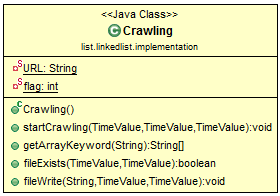 <<Java Class>>
Crawling
list.linkedlist.implementation
URL: String
flag: int
Crawling()
startCrawling(TimeValue,TimeValue,TimeValue):void
getArrayKeyword(String):String[]
fileExists(TimeValue,TimeValue):boolean
fileWrite(String,TimeValue,TimeValue):void